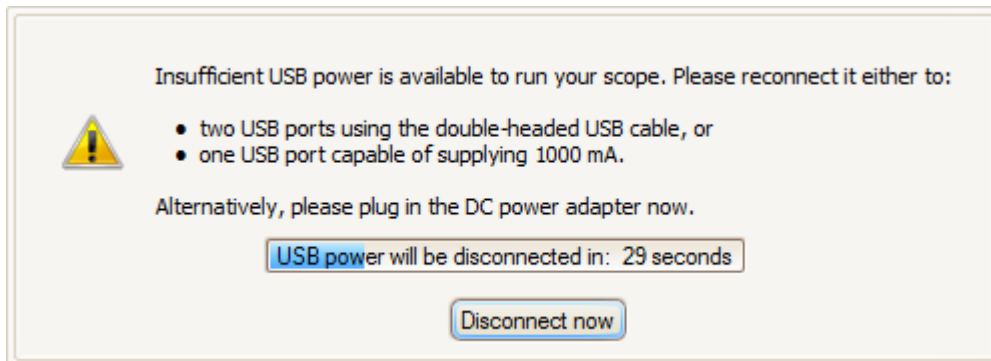 Insufficient USB power is available to run your scope. Please reconnect it either to:
• two USB ports using the double-headed USB cable, or
• one USB port capable of supplying 1000 mA.
Alternatively, please plug in the DC power adapter now.
USB power will be disconnected in: 29 seconds
Disconnect now